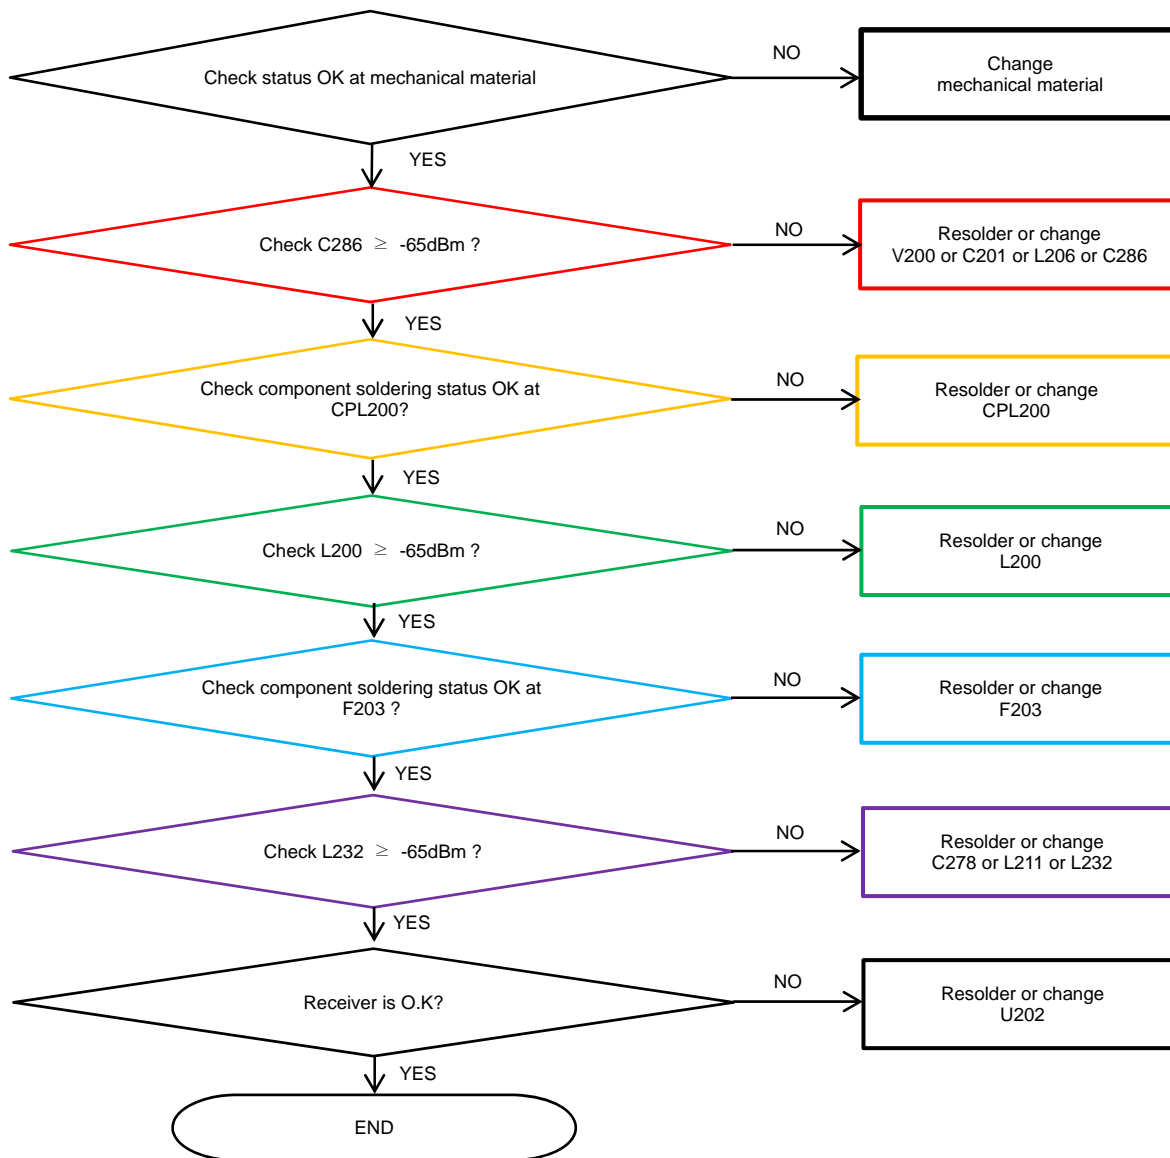 Check status OK at mechanical material
NO
Change
mechanical material
YES
Check C286 ≥ -65dBm ?
NO
Resolder or change
V200 or C201 or L206 or C286
YES
Check component soldering status OK at
CPL200?
NO
Resolder or change
CPL200
YES
Check L200 ≥ -65dBm ?
NO
Resolder or change
L200
YES
Check component soldering status OK at
F203 ?
NO
Resolder or change
F203
YES
Check L232 ≥ -65dBm ?
NO
Resolder or change
C278 or L211 or L232
YES
Receiver is O.K?
NO
Resolder or change
U202
YES
END